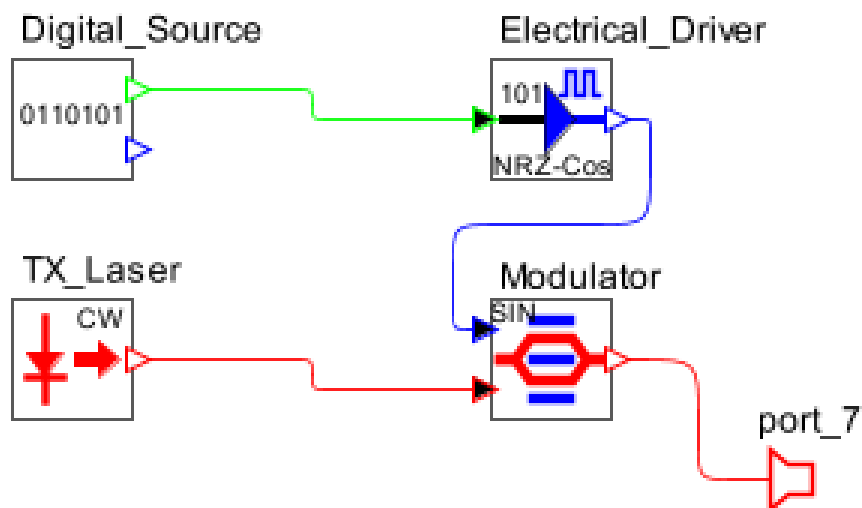 Digital_Source
Electrical_Driver
0110101
101
NRZ-Cos
TX_Laser
Modulator
CW
SIN
port_7